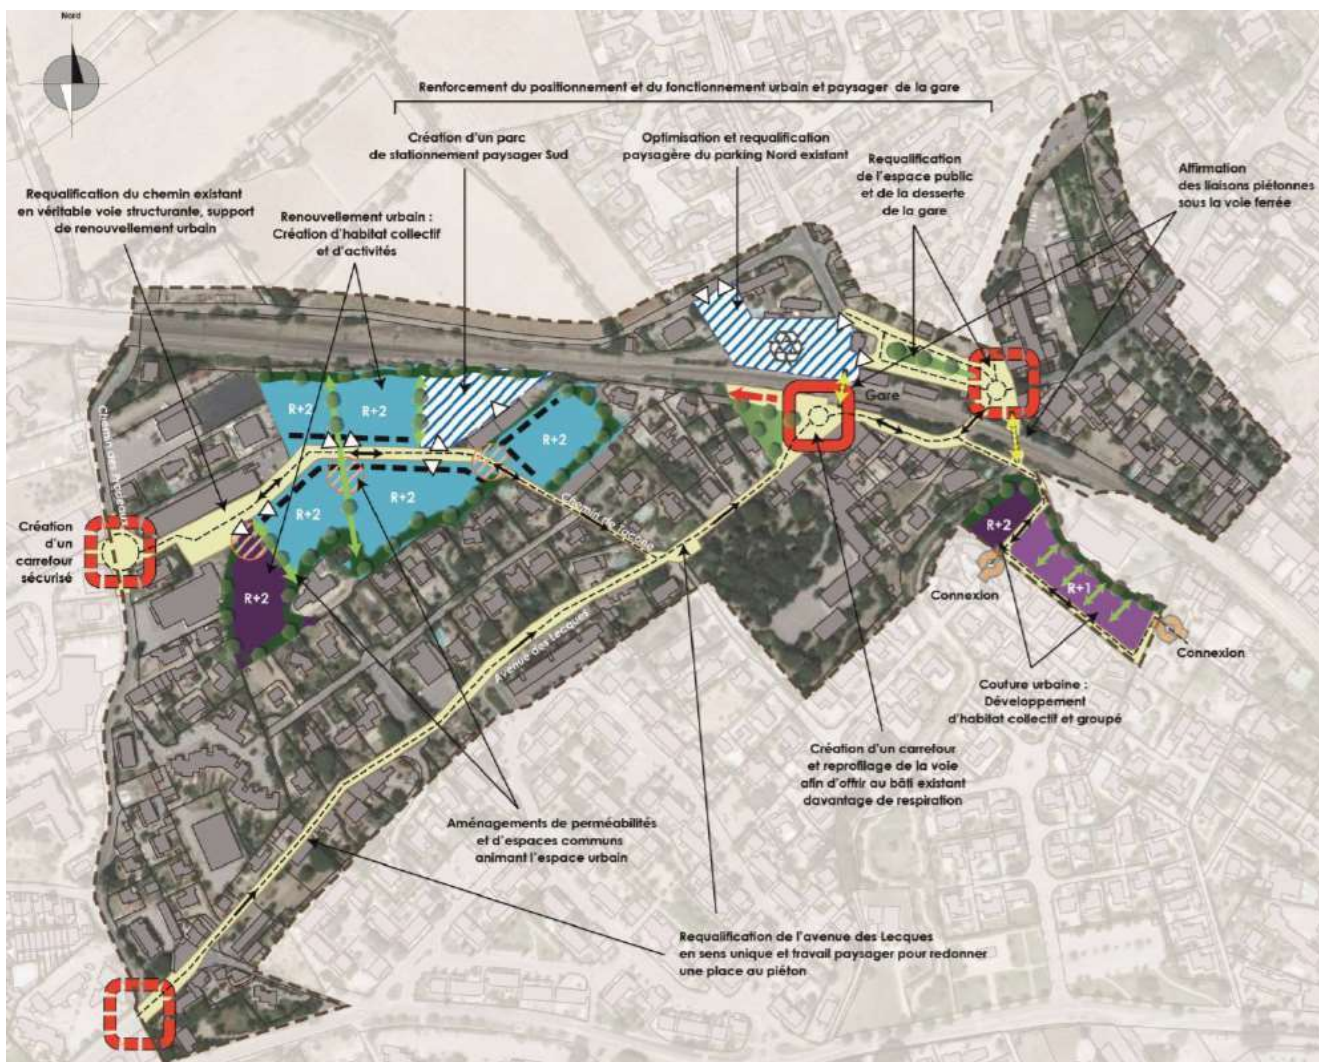 Nord
Renforcement du positionnement et du fonctionnement urbain et paysager de la gare
Création d'un parc
de stationnement paysager Sud
Optimisation et requalification
paysagère du parking Nord existant
Requalification
de l'espace public
et de la desserte
de la gare
Affirmation
des liaisons piétonnes
sous la voie ferrée
Requalification du chemin existant
en véritable voie structurante, support
de renouvellement urbain
Renouvellement urbain :
Création d'habitat collectif
et d'activités
Chemin des
R+2
R+2
R+2
R+2
R+2
R+2
Gare
Chemin de
Avenue des Lecques
Création
d'un
carrefour
sécurisé
R+2
R+1
Connexion
Connexion
Couture urbaine :
Développement
d'habitat collectif et groupé
Création d'un carrefour
et reprofilage de la voie
afin d'offrir au bâti existant
davantage de respiration
Aménagements de perméabilités
et d'espaces communs
animant l'espace urbain
Requalification de l'avenue des Lecques
en sens unique et travail paysager pour redonner
une place au piéton